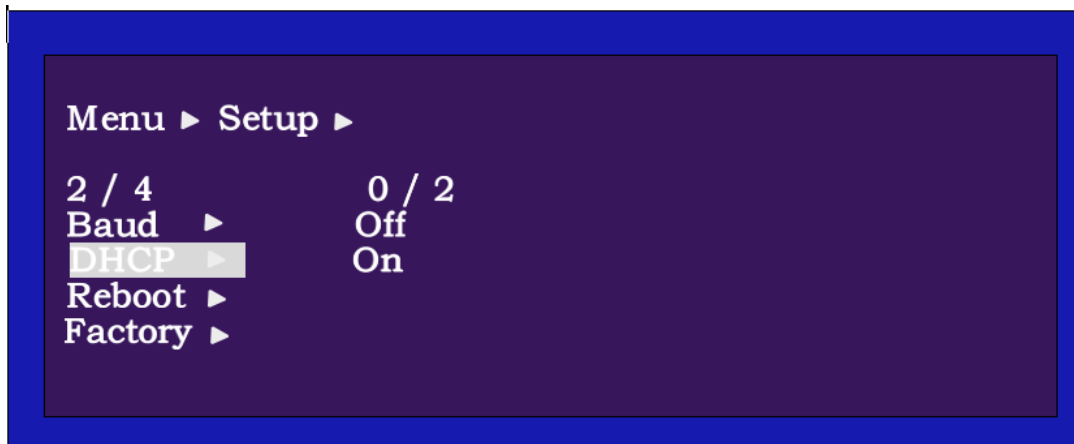 Menu ► Setup ►
2 / 4 0 / 2
Baud ► Off
DHCP ► On
Reboot ►
Factory ►